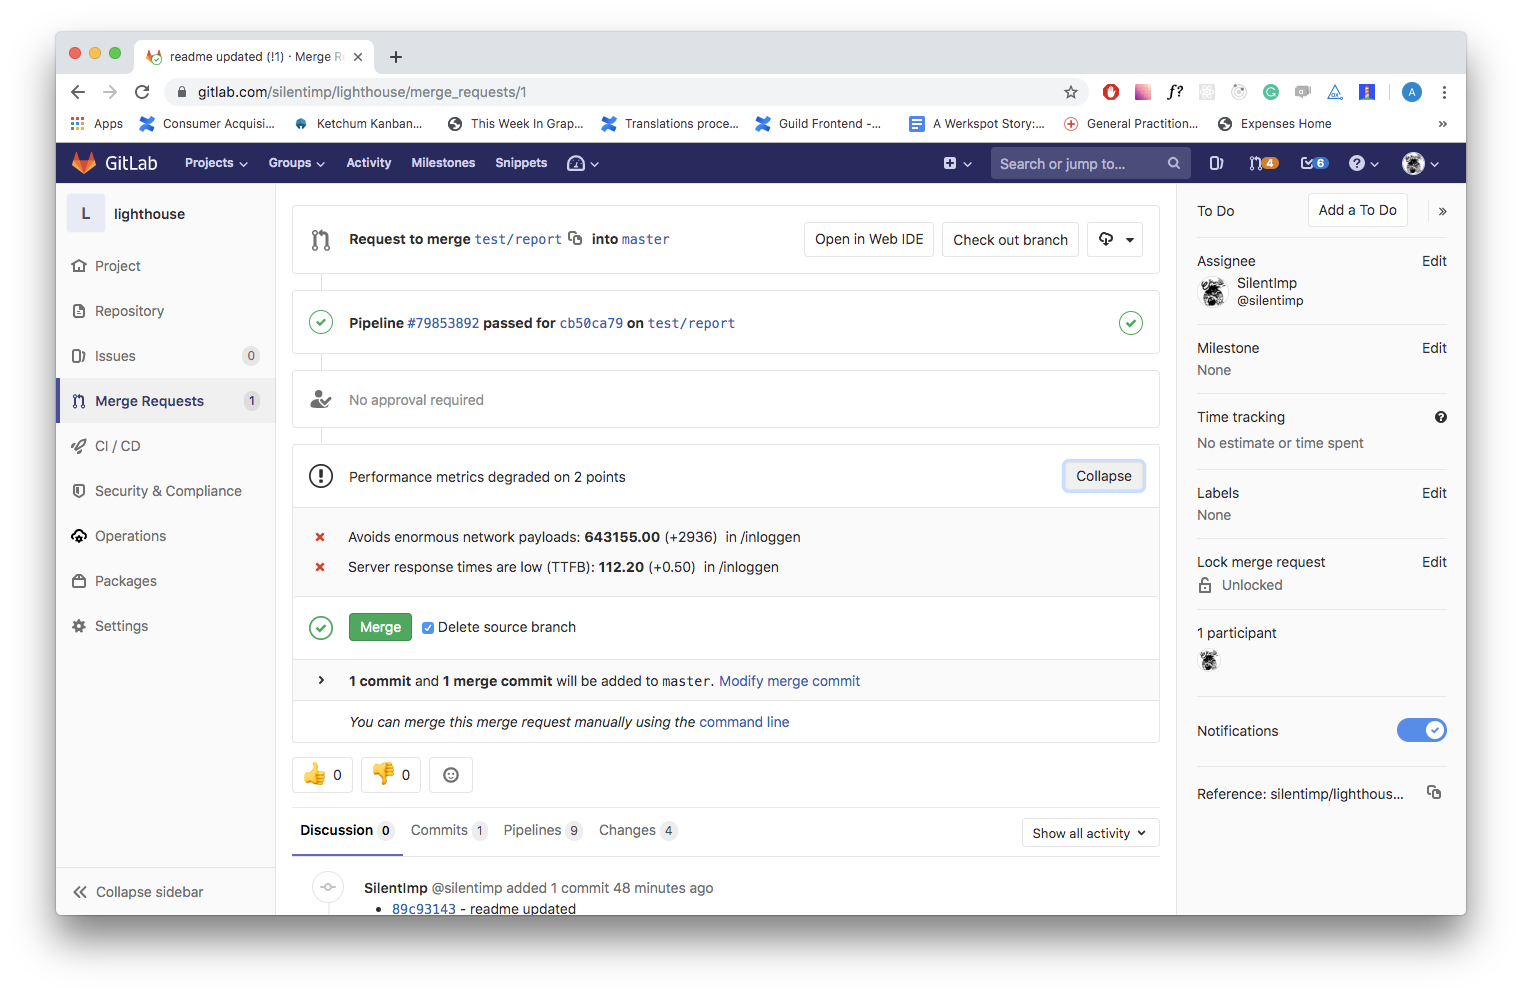 readme updated (!1) · Merge R
gitlab.com/silentimp/lighthouse/merge_requests/1
f?
A
Apps
Consumer Acquisi...
Ketchum Kanban...
This Week In Grap...
Translations proce...
Guild Frontend -...
A Werkspot Story:...
General Practition...
Expenses Home
»
GitLab
Projects
Groups
Activity
Milestones
Snippets
Search or jump to...
4
6
L
lighthouse
Project
Repository
Issues 0
Merge Requests 1
CI / CD
Security & Compliance
Operations
Packages
Settings
Collapse sidebar
Request to merge test/report into master
Open in Web IDE
Check out branch
Pipeline #79853892 passed for cb50ca79 on test/report
No approval required
Performance metrics degraded on 2 points
Collapse
Avoids enormous network payloads: 643155.00 (+2936) in /inloggen
Server response times are low (TTFB): 112.20 (+0.50) in /inloggen
Merge
Delete source branch
1 commit and 1 merge commit will be added to master. Modify merge commit
You can merge this merge request manually using the command line
0
0
Discussion 0
Commits 1
Pipelines 9
Changes 4
Show all activity
SilentImp @silentimp added 1 commit 48 minutes ago
• 89c93143 - readme updated
To Do
Add a To Do
»
Assignee
Edit
SilentImp
@silentimp
Milestone
Edit
None
Time tracking
No estimate or time spent
Labels
Edit
None
Lock merge request
Edit
Unlocked
1 participant
Notifications
Reference: silentimp/lighthous...